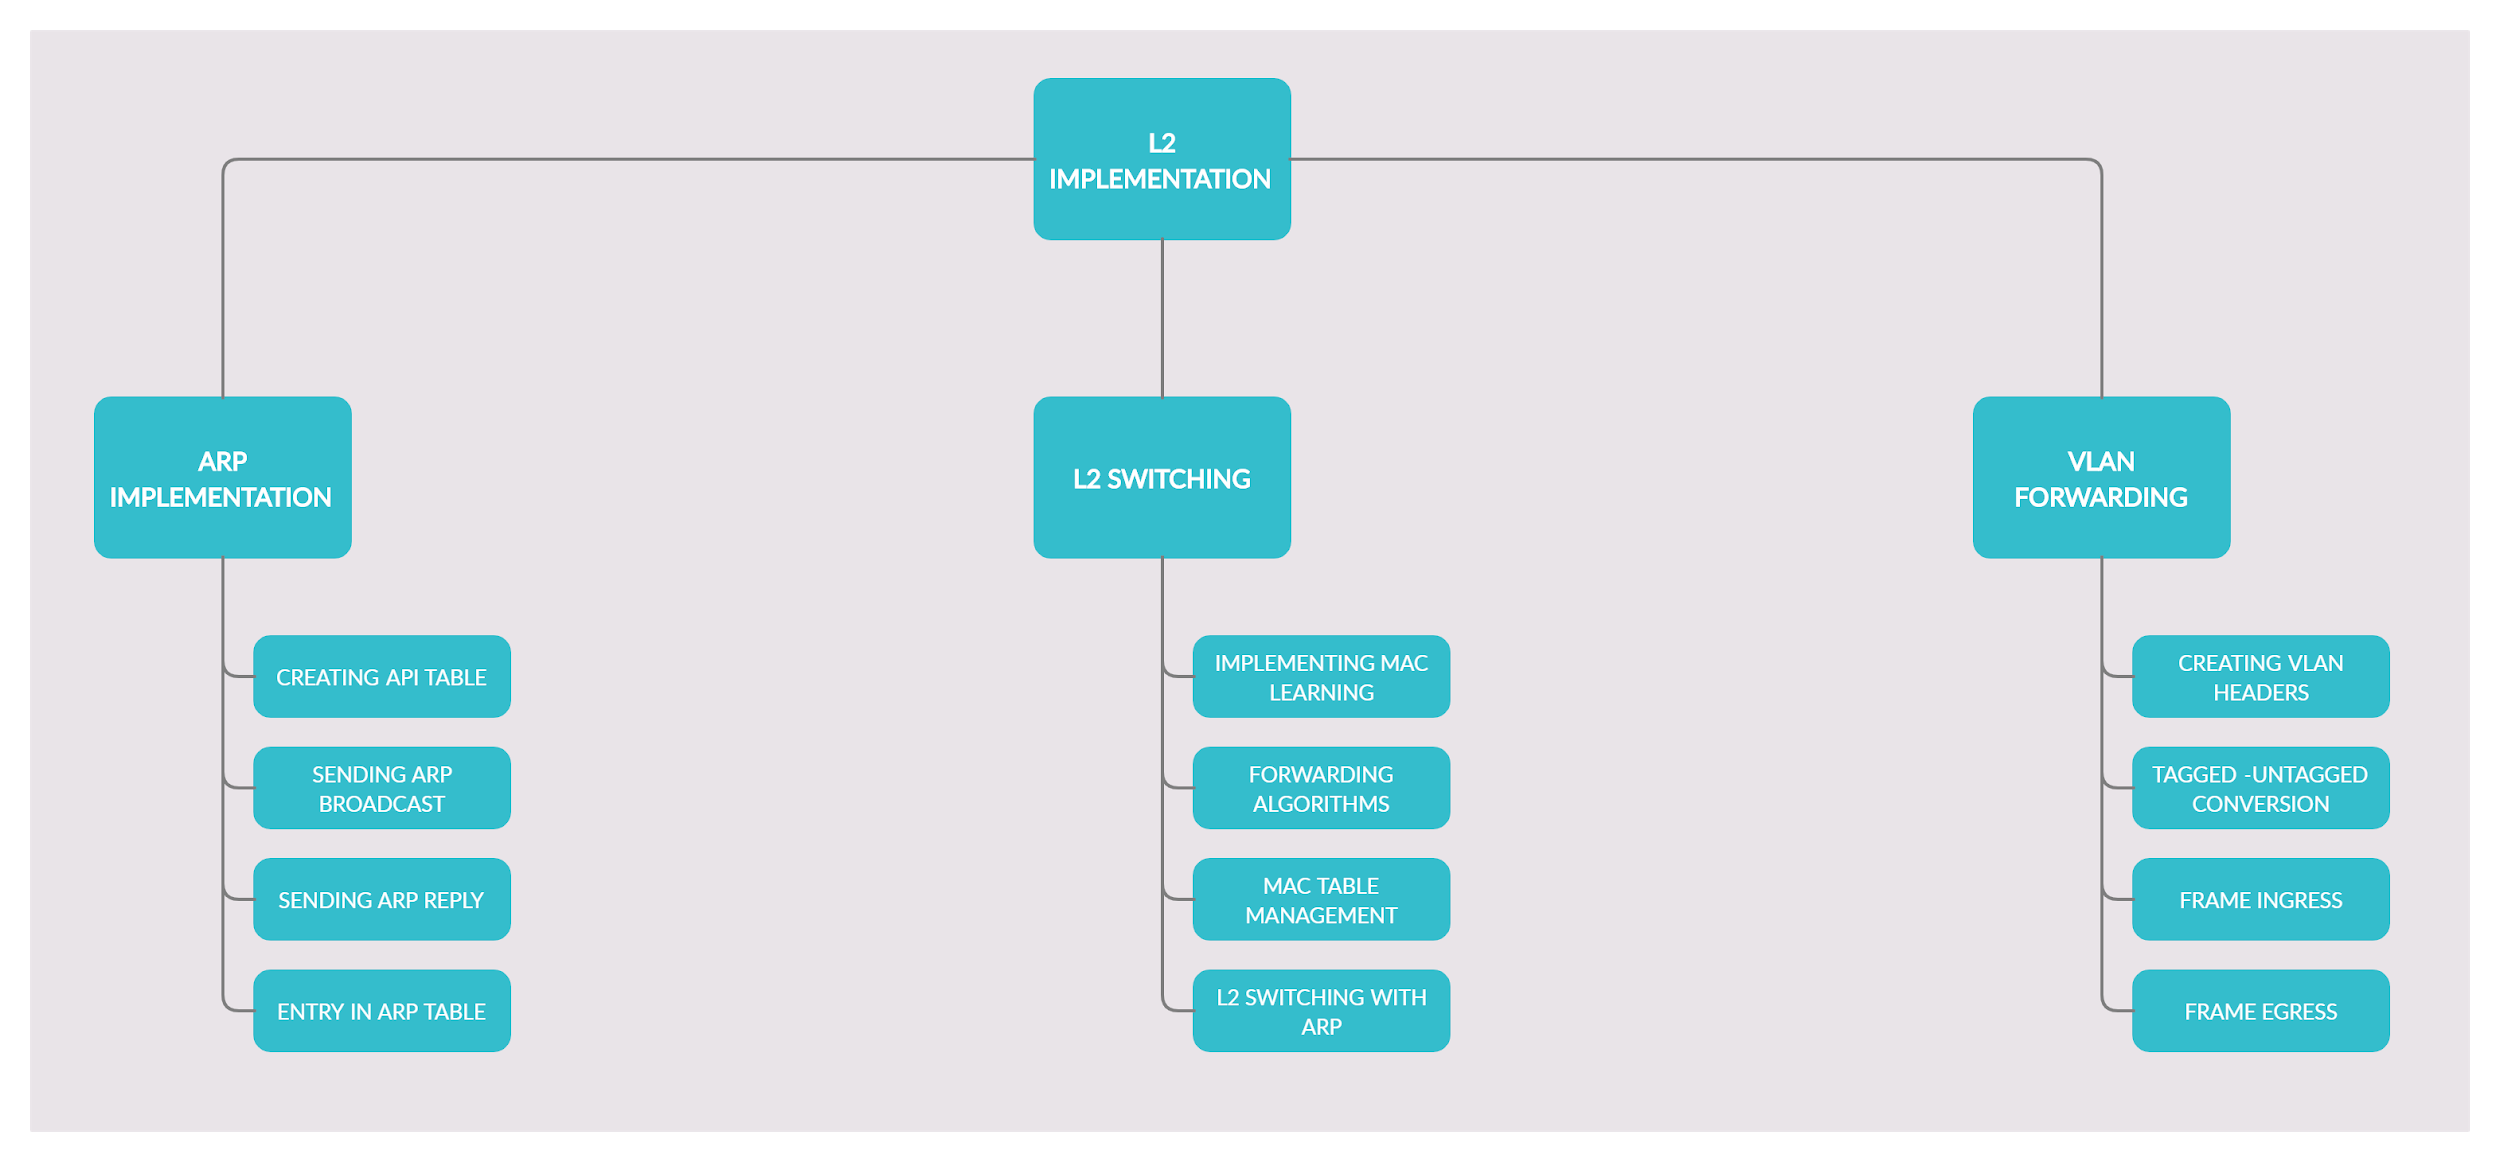 L2
IMPLEMENTATION
ARP
IMPLEMENTATION
L2 SWITCHING
VLAN
FORWARDING
CREATING API TABLE
SENDING ARP
BROADCAST
SENDING ARP REPLY
ENTRY IN ARP TABLE
IMPLEMENTING MAC
LEARNING
FORWARDING
ALGORITHMS
MAC TABLE
MANAGEMENT
L2 SWITCHING WITH
ARP
CREATING VLAN
HEADERS
TAGGED -UNTAGGED
CONVERSION
FRAME INGRESS
FRAME EGRESS